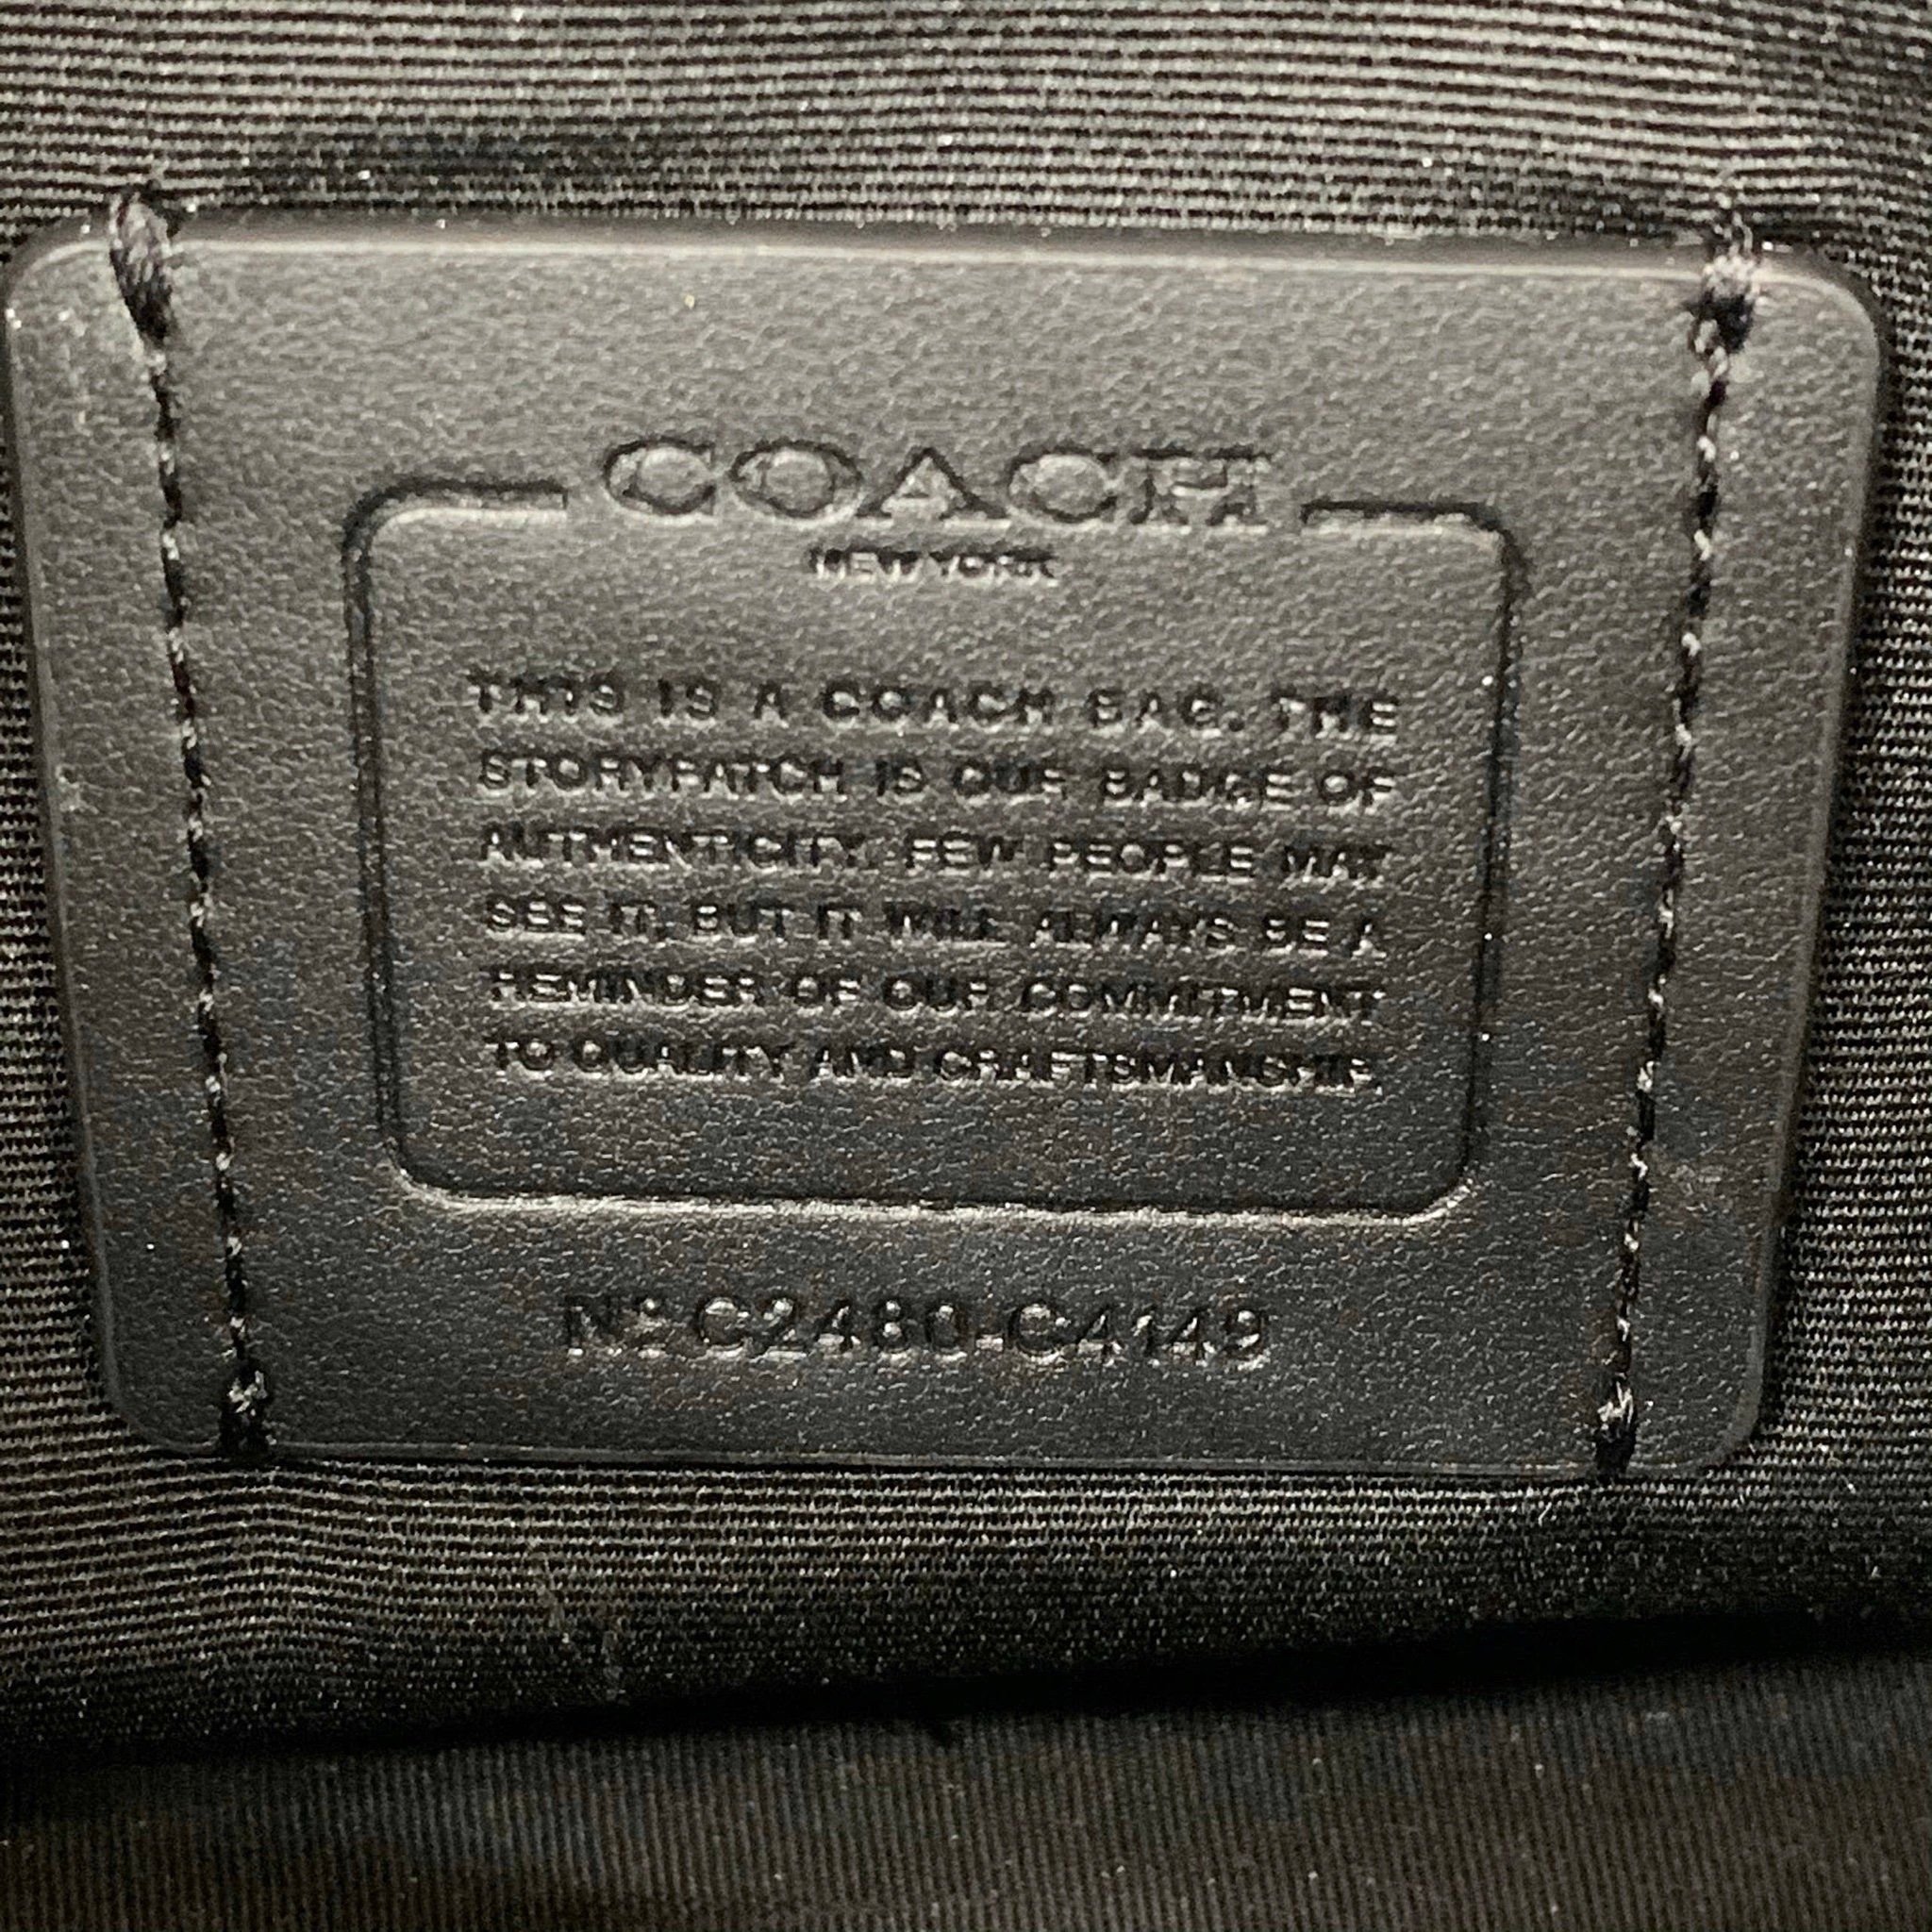 COACH
NEW YORK
THIS IS A COACH BAG. THE
STORYPATCH IS OUR BADGE OF
AUTHENTICITY. FEW PEOPLE MAY
SEE IT, BUT IT WILL ALWAYS BE A
REMINDER OF OUR COMMITMENT
TO QUALITY AND CRAFTSMANSHIP.
Nº C2480-C4149